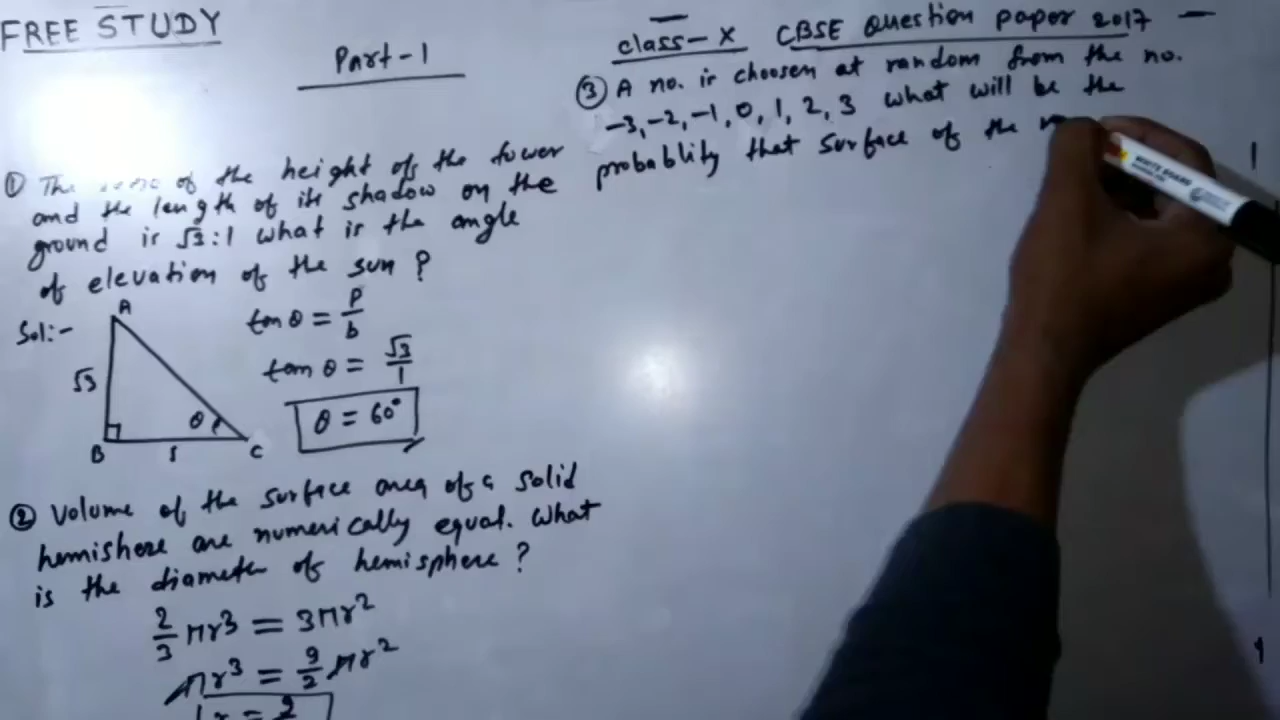 FREE STUDY
Part-1
① The of the height of the tower
and the length of its shadow on the
ground is √3:1 what is the angle
of elevation of the sun ?
Sol:-
A
√3
B
1
C
θ
tan θ = P/b
tan θ = √3/1
θ = 60°
② Volume of the surface area of a solid
hemishere are numerically equal. What
is the diameter of hemisphere ?
2/3 πr³ = 3πr²
πr³ = 9/2 πr²
class-X CBSE Question paper 2017
③ A no. is choosen at random from the no.
-3,-2,-1,0,1,2,3 what will be the
probablity that surface of the
WHITE BOARD